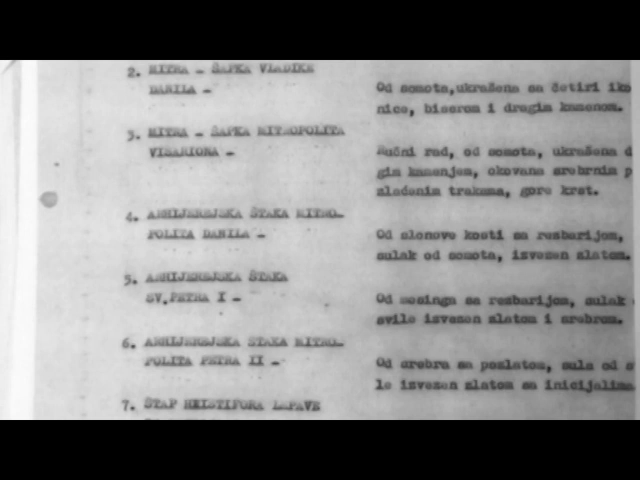 2. MITRA - ŠAPKA VLADIKE
DANILA -
Od somota,ukrašena sa četiri iko
nice, biserom i dragim kamenom.
3. MITRA - ŠAPKA MITROPOLITA
VISARIONA -
Ručni rad, od somota, ukrašena d
gim kamenjem, okovana srebrnim p
zlaćenim trakama, gore krst.
4. ARHIJEREJSKA ŠTAKA MITRO-
POLITA DANILA -
Od slonove kosti sa rezbarijom,
sulak od somota, izvezen zlatom.
5. ARHIJEREJSKA ŠTAKA
SV.PETRA I -
Od mesinga sa rezbarijom, sulak
svile izvezen zlatom i srebrom.
6. ARHIJEREJSKA ŠTAKA MITRO-
POLITA PETRA II -
Od srebra sa pozlatom, sula od s
le izvezen zlatom sa inicijalima
7. ŠTAP HRISTIFORA LEPAVE